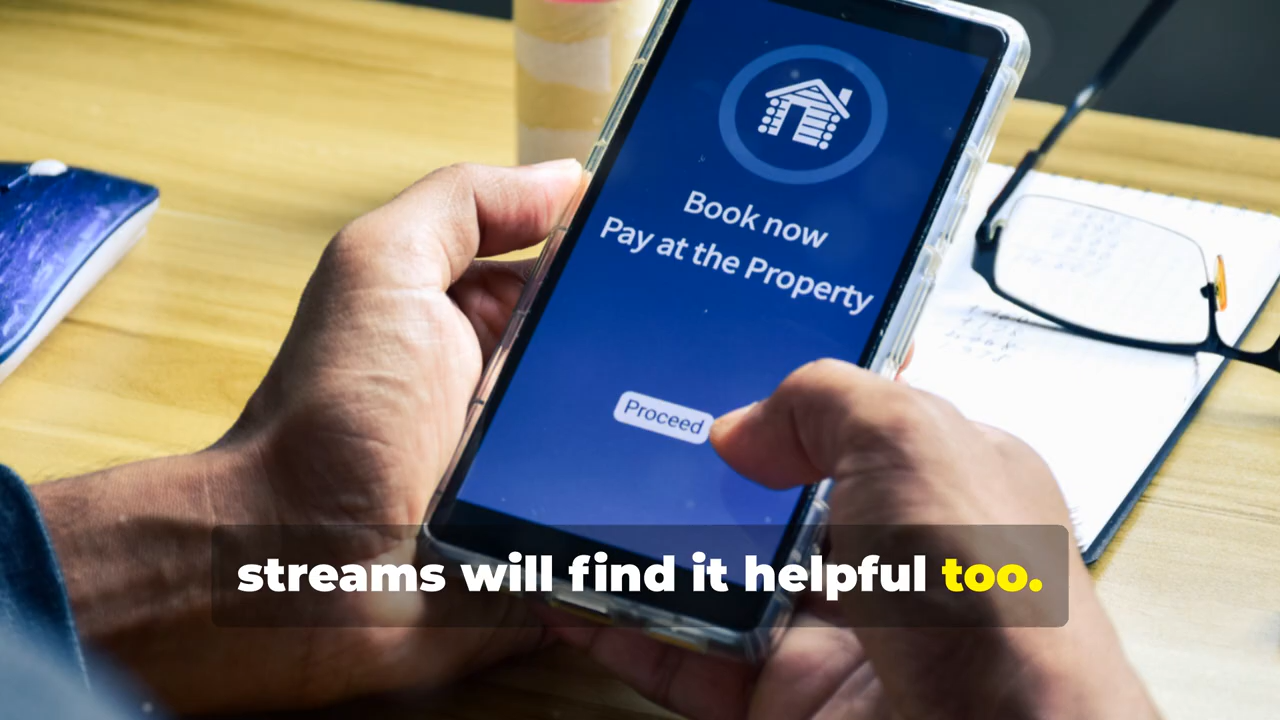 Book now
Pay at the Property
Proceed
streams will find it helpful too.